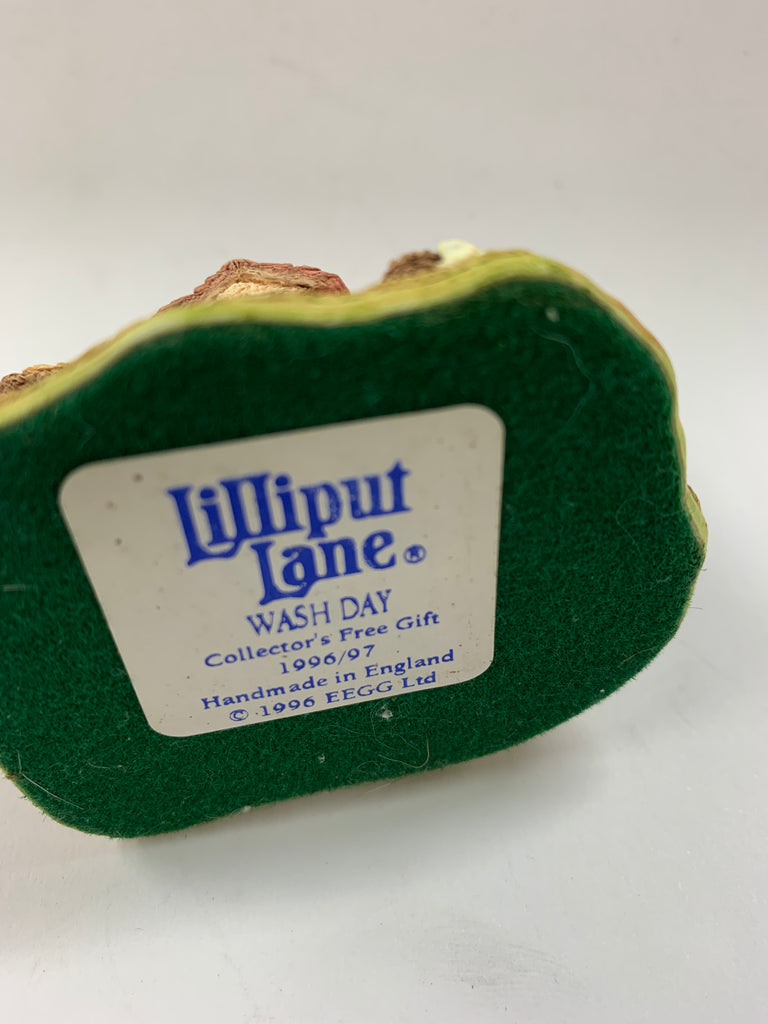 Lilliput
Lane®
WASH DAY
Collector's Free Gift
1996/97
Handmade in England
© 1996 EEGG Ltd